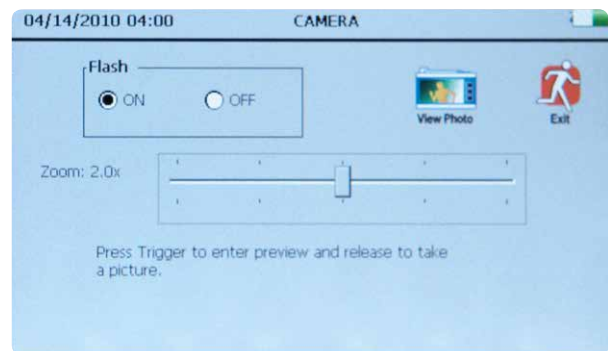 04/14/2010 04:00 CAMERA
Flash
ON OFF
View Photo
Exit
Zoom: 2.0x
Press Trigger to enter preview and release to take
a picture.